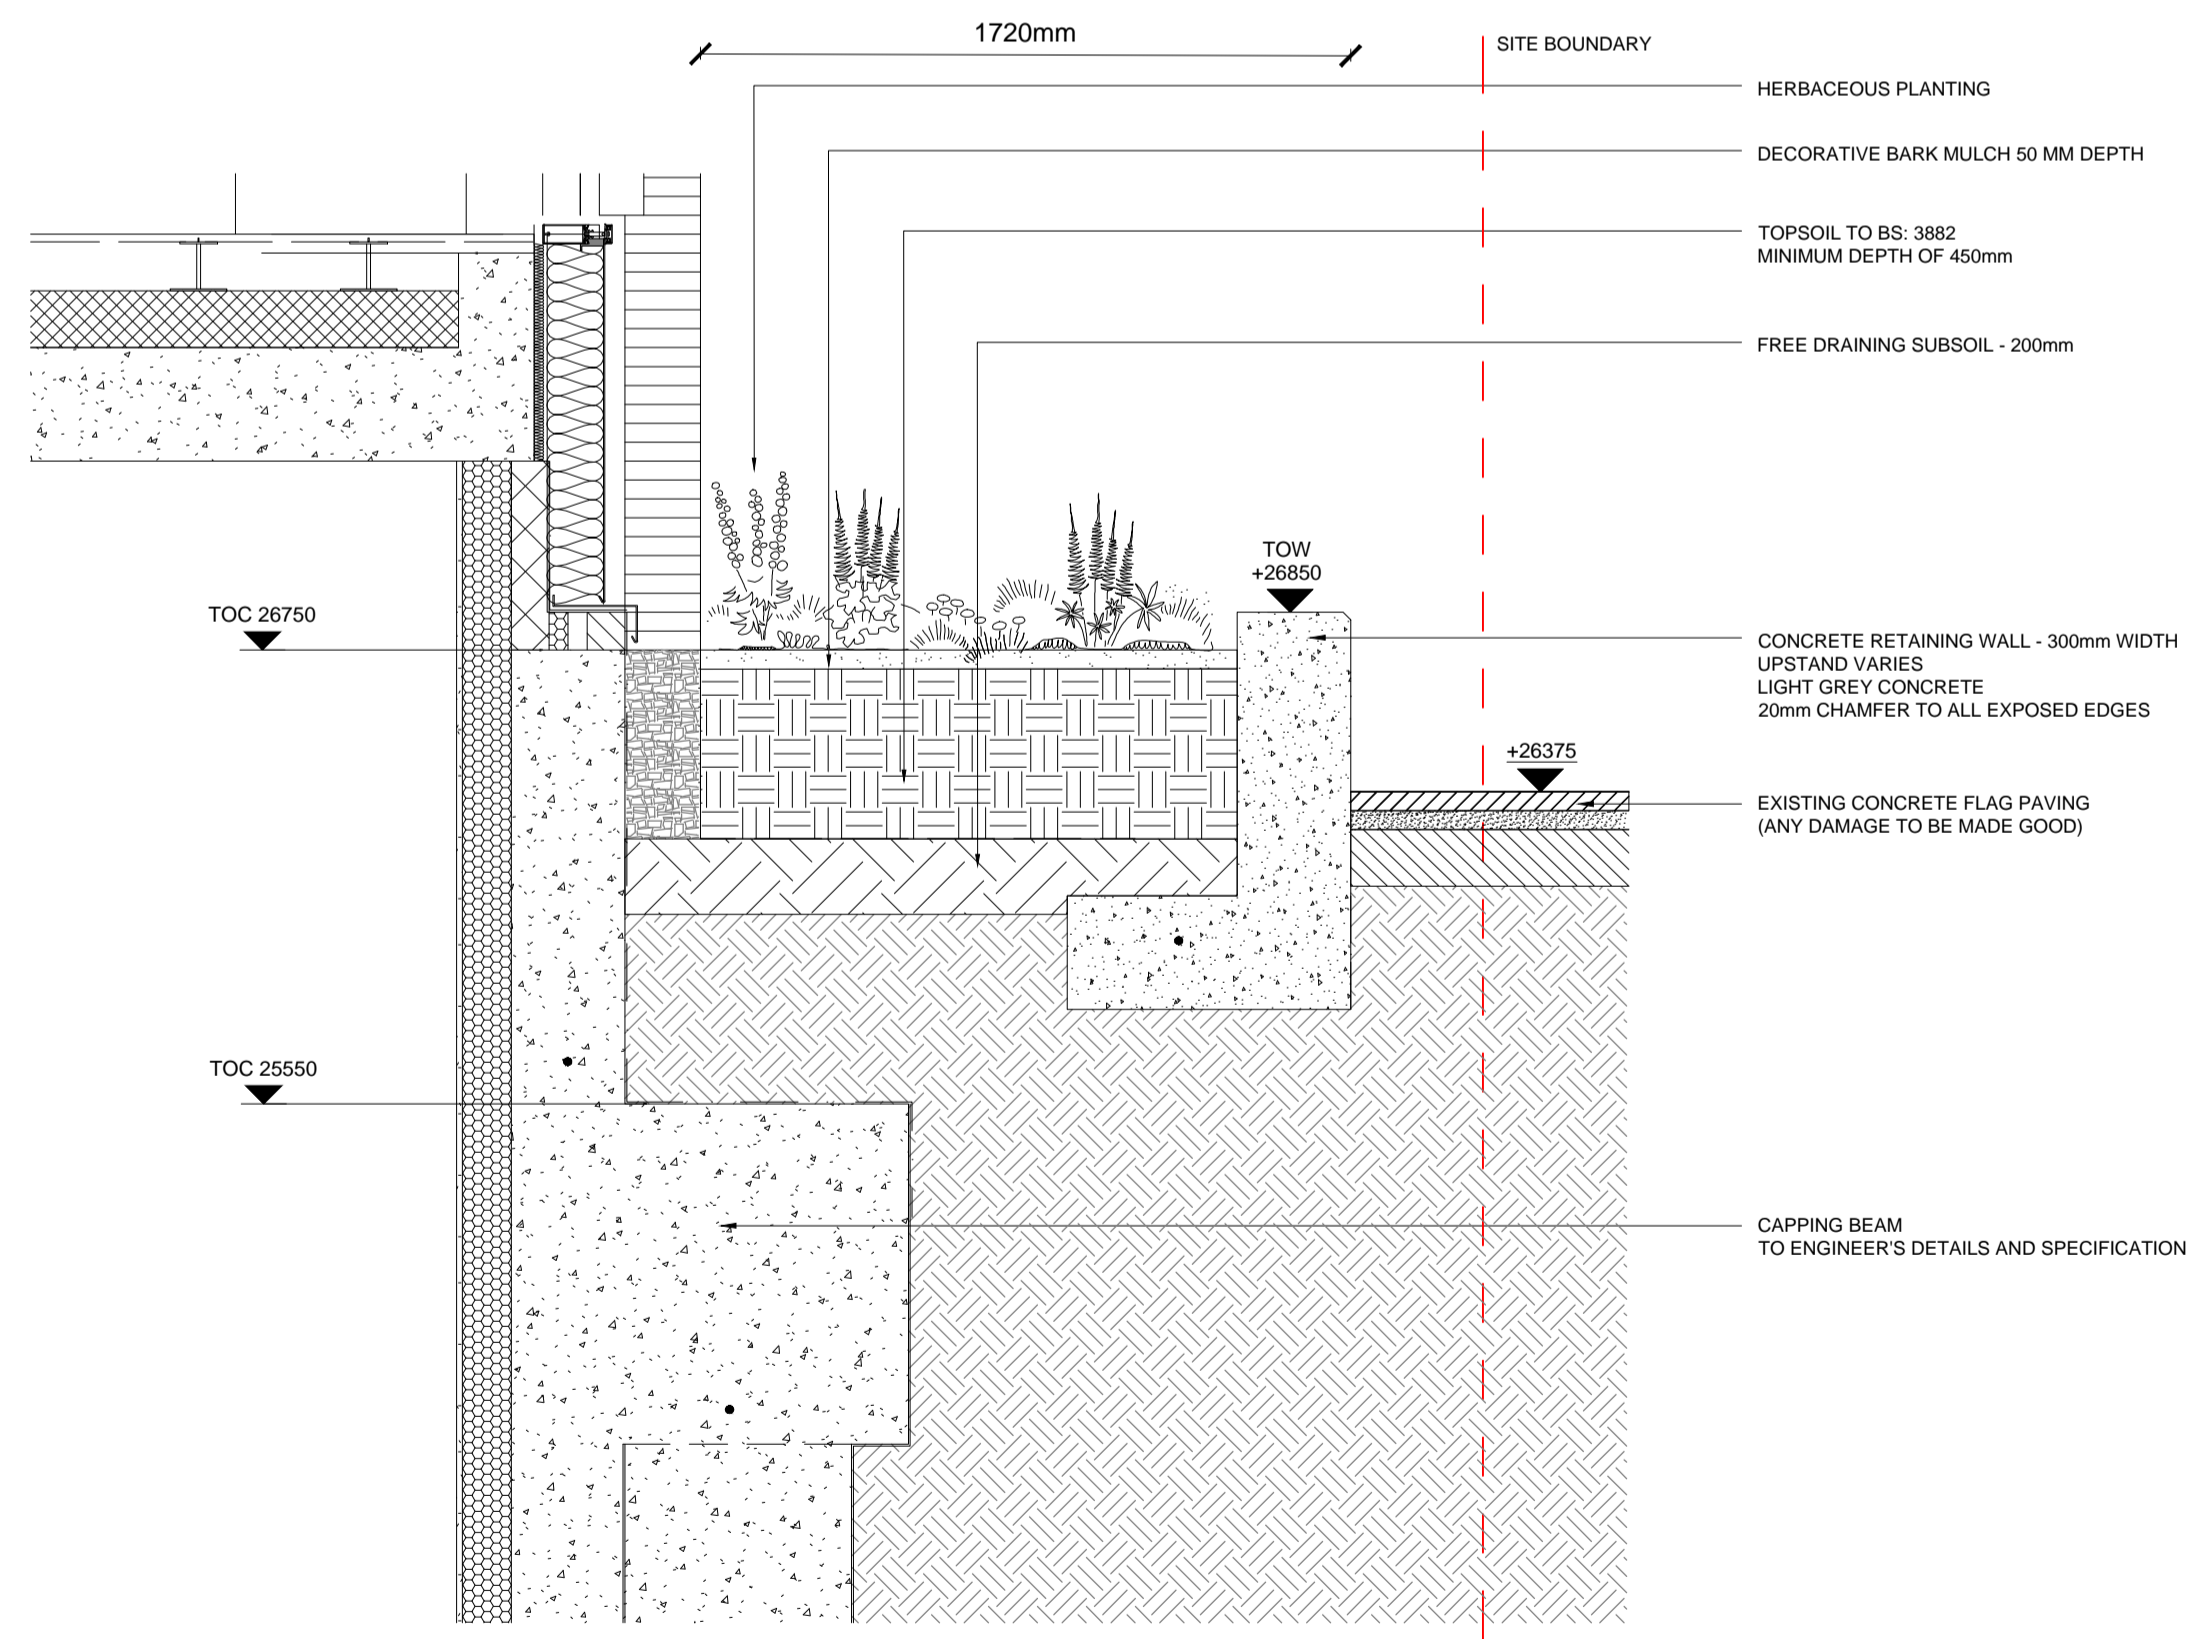 1720mm
SITE BOUNDARY
HERBACEOUS PLANTING
DECORATIVE BARK MULCH 50 MM DEPTH
TOPSOIL TO BS: 3882
MINIMUM DEPTH OF 450mm
FREE DRAINING SUBSOIL - 200mm
TOW
+26850
TOC 26750
CONCRETE RETAINING WALL - 300mm WIDTH
UPSTAND VARIES
LIGHT GREY CONCRETE
20mm CHAMFER TO ALL EXPOSED EDGES
+26375
EXISTING CONCRETE FLAG PAVING
(ANY DAMAGE TO BE MADE GOOD)
TOC 25550
CAPPING BEAM
TO ENGINEER'S DETAILS AND SPECIFICATION